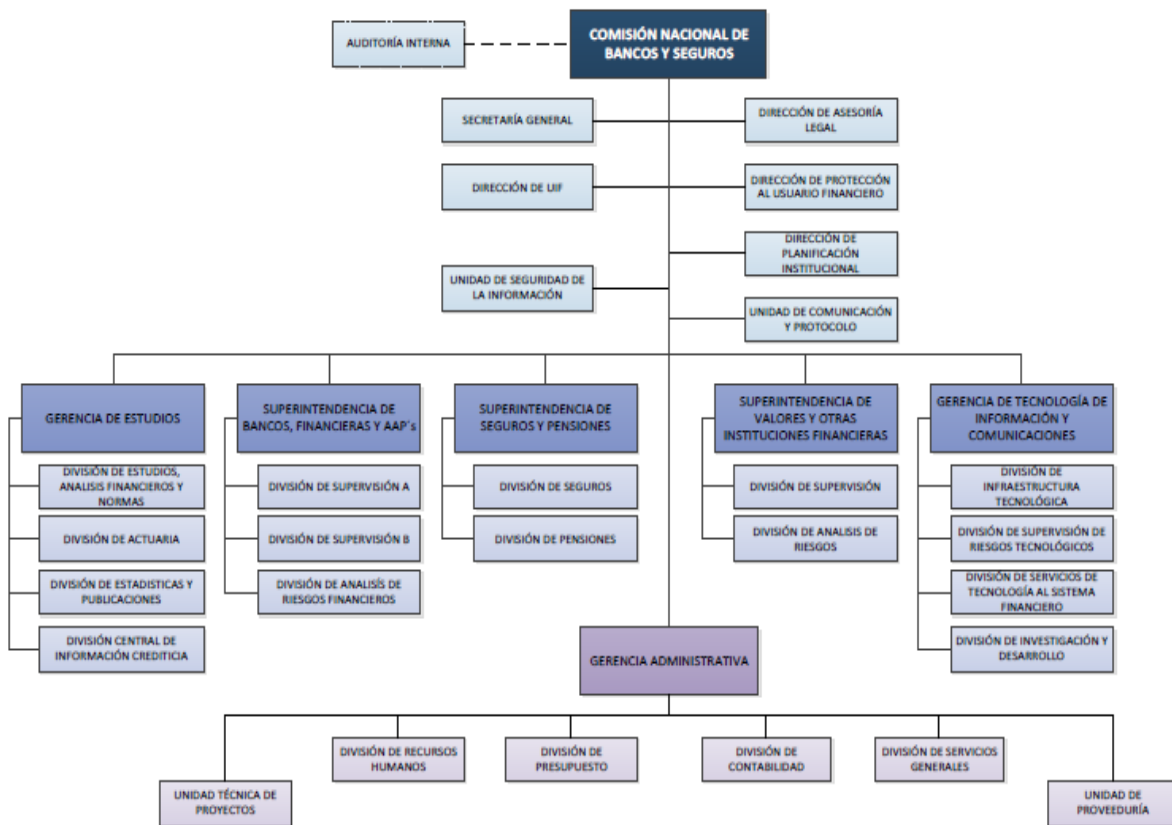 AUDITORÍA INTERNA
COMISIÓN NACIONAL DE
BANCOS Y SEGUROS
SECRETARÍA GENERAL
DIRECCIÓN DE ASESORÍA
LEGAL
DIRECCIÓN DE UIF
DIRECCIÓN DE PROTECCIÓN
AL USUARIO FINANCIERO
DIRECCIÓN DE
PLANIFICACIÓN
INSTITUCIONAL
UNIDAD DE SEGURIDAD DE
LA INFORMACIÓN
UNIDAD DE COMUNICACIÓN
Y PROTOCOLO
GERENCIA DE ESTUDIOS
SUPERINTENDENCIA DE
BANCOS, FINANCIERAS Y AAP´s
SUPERINTENDENCIA DE
SEGUROS Y PENSIONES
SUPERINTENDENCIA DE
VALORES Y OTRAS
INSTITUCIONES FINANCIERAS
GERENCIA DE TECNOLOGÍA DE
INFORMACIÓN Y
COMUNICACIONES
DIVISIÓN DE ESTUDIOS,
ANALISIS FINANCIEROS Y
NORMAS
DIVISIÓN DE ACTUARIA
DIVISIÓN DE ESTADISTICAS Y
PUBLICACIONES
DIVISIÓN CENTRAL DE
INFORMACIÓN CREDITICIA
DIVISIÓN DE SUPERVISIÓN A
DIVISIÓN DE SUPERVISIÓN B
DIVISIÓN DE ANALISÍS DE
RIESGOS FINANCIEROS
DIVISIÓN DE SEGUROS
DIVISIÓN DE PENSIONES
DIVISIÓN DE SUPERVISIÓN
DIVISIÓN DE ANALISIS DE
RIESGOS
DIVISIÓN DE
INFRAESTRUCTURA
TECNOLÓGICA
DIVISIÓN DE SUPERVISIÓN DE
RIESGOS TECNOLÓGICOS
DIVISIÓN DE SERVICIOS DE
TECNOLOGÍA AL SISTEMA
FINANCIERO
DIVISIÓN DE INVESTIGACIÓN Y
DESARROLLO
GERENCIA ADMINISTRATIVA
UNIDAD TÉCNICA DE
PROYECTOS
DIVISIÓN DE RECURSOS
HUMANOS
DIVISIÓN DE
PRESUPUESTO
DIVISIÓN DE
CONTABILIDAD
DIVISIÓN DE SERVICIOS
GENERALES
UNIDAD DE
PROVEEDURÍA